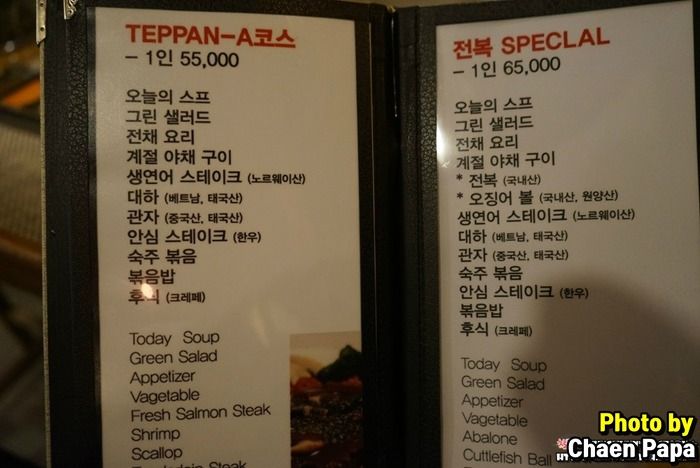 TEPPAN-A코스
- 1인 55,000
오늘의 스프
그린 샐러드
전채 요리
계절 야채 구이
생연어 스테이크 (노르웨이산)
대하 (베트남, 태국산)
관자 (중국산, 태국산)
안심 스테이크 (한우)
숙주 볶음
볶음밥
후식 (크레페)
Today Soup
Green Salad
Appetizer
Vagetable
Fresh Salmon Steak
Shrimp
Scallop
Tenderloin Steak
전복 SPECLAL
- 1인 65,000
오늘의 스프
그린 샐러드
전채 요리
계절 야채 구이
* 전복 (국내산)
* 오징어 볼 (국내산, 원양산)
생연어 스테이크 (노르웨이산)
대하 (베트남, 태국산)
관자 (중국산, 태국산)
숙주 볶음
안심 스테이크 (한우)
볶음밥
후식 (크레페)
Today Soup
Green Salad
Appetizer
Vagetable
Abalone
Cuttlefish Ball
Photo by
Chaen Papa